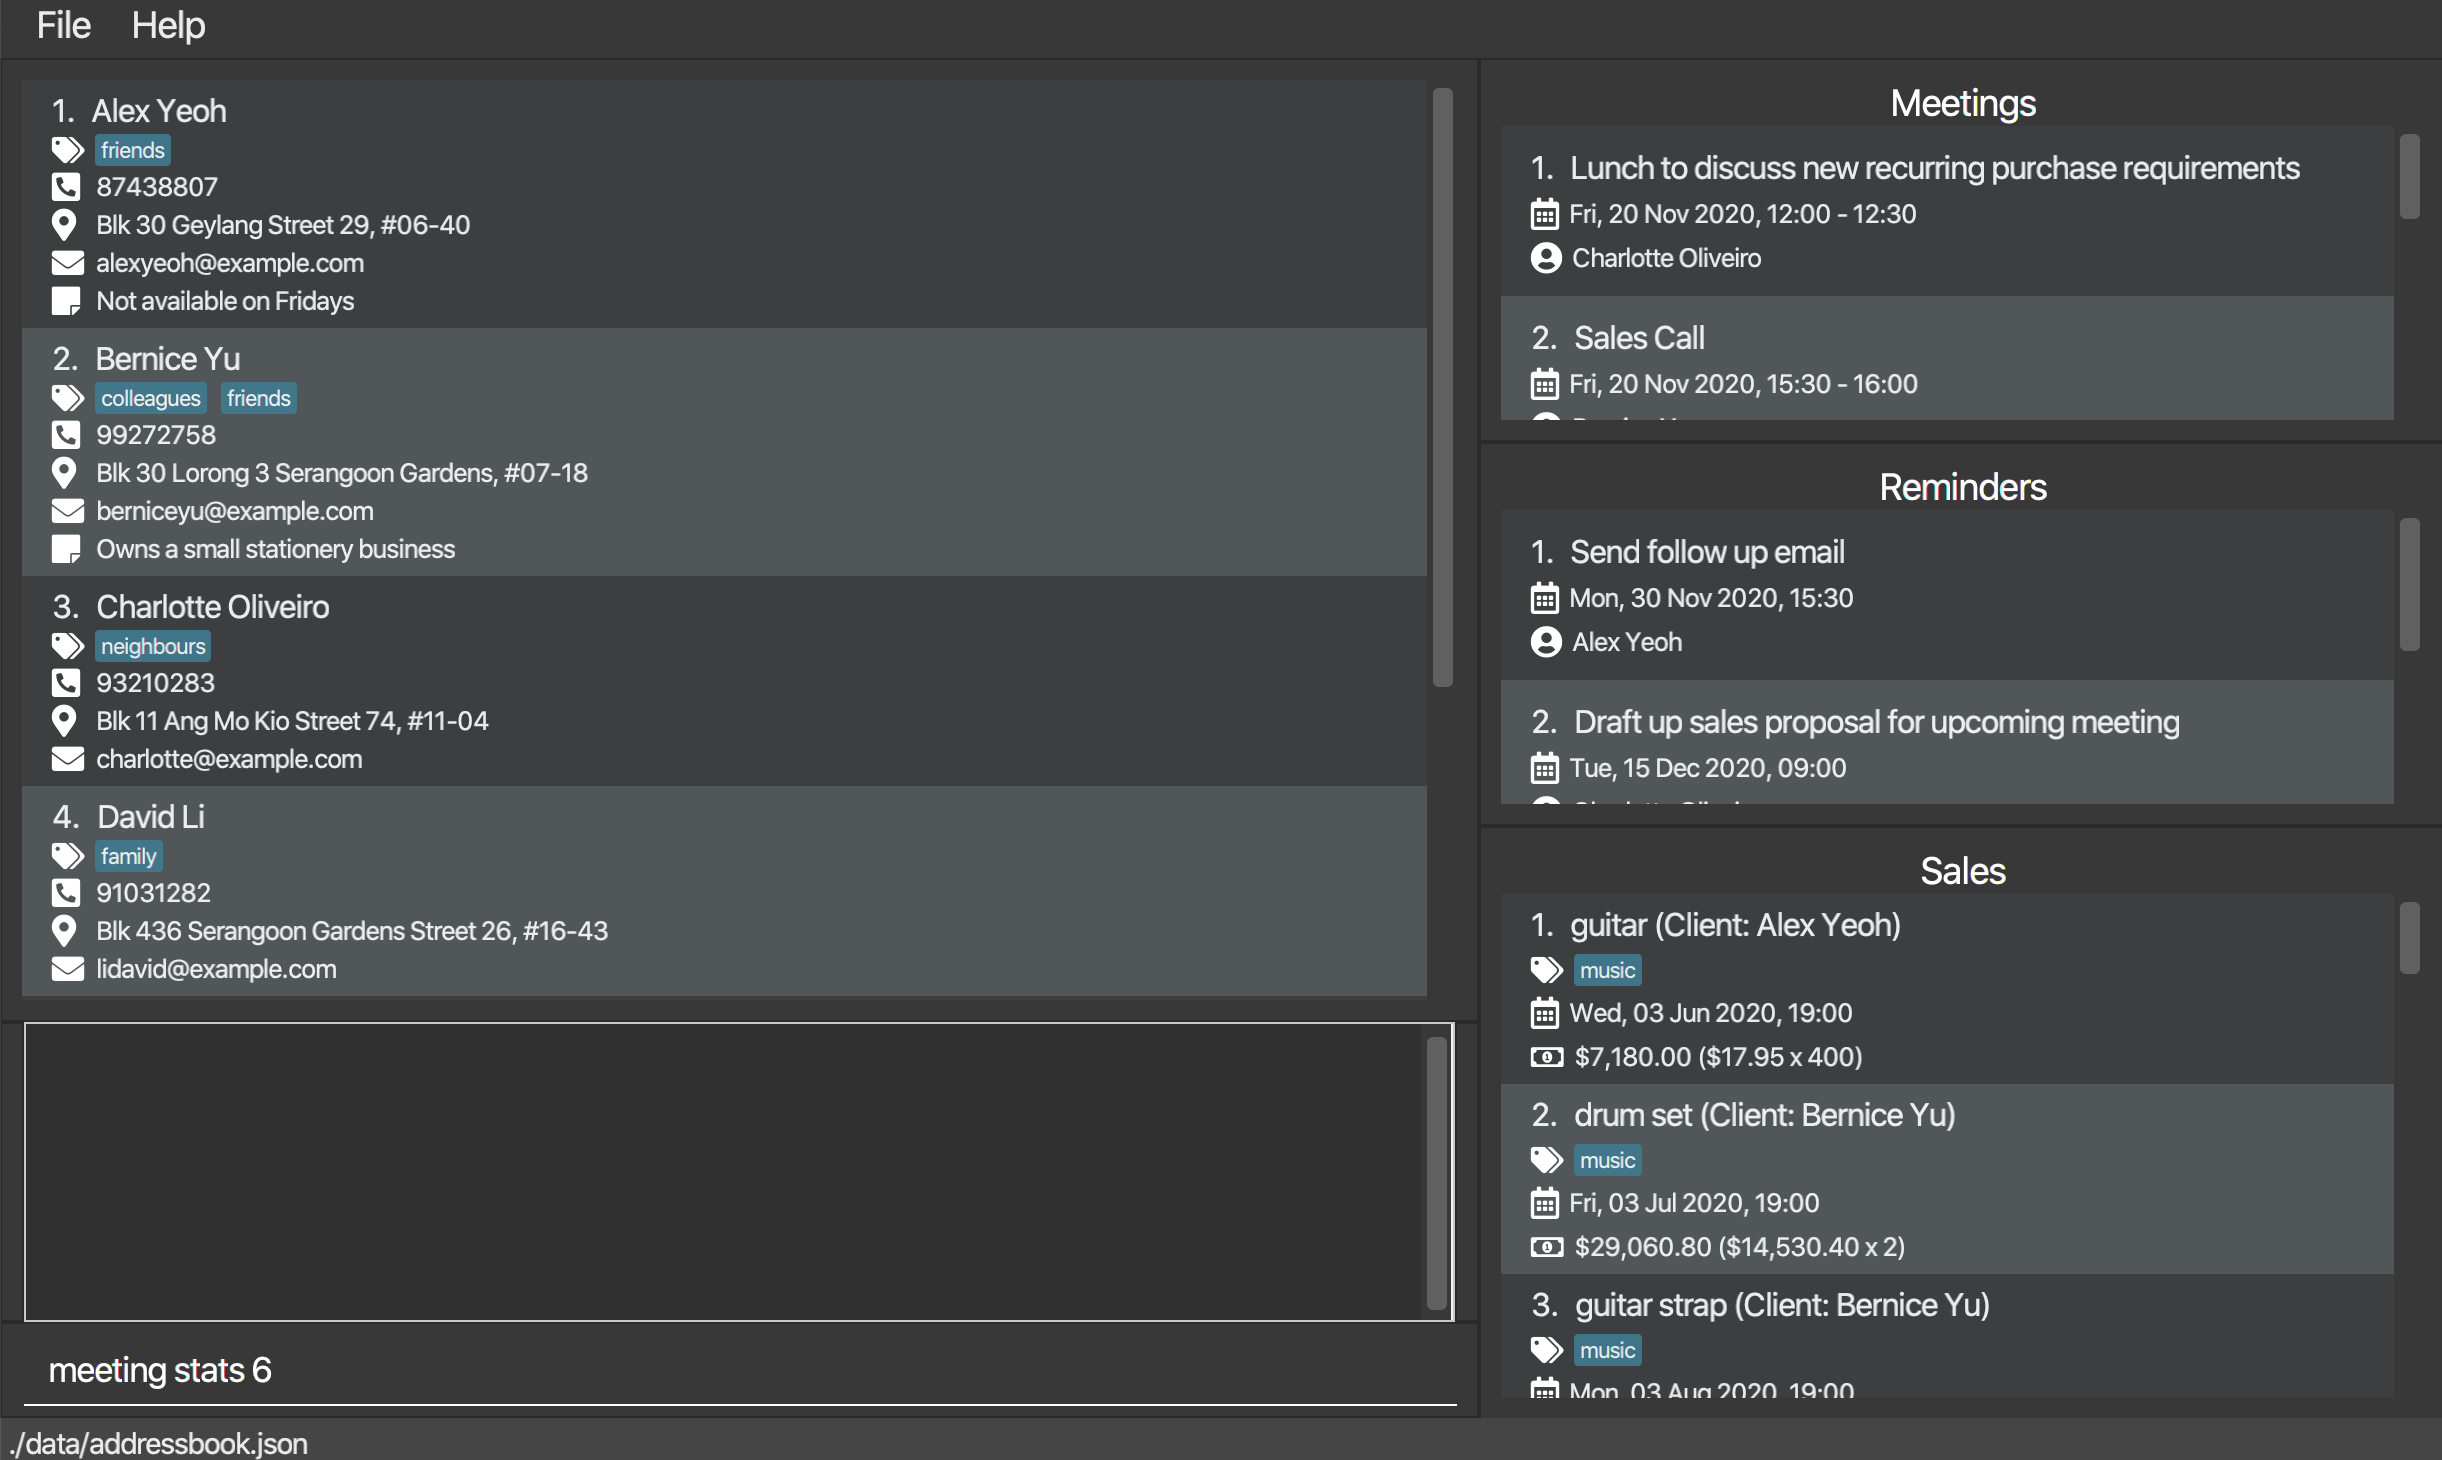 File Help
1. Alex Yeoh
friends
87438807
Blk 30 Geylang Street 29, #06-40
alexyeoh@example.com
Not available on Fridays
2. Bernice Yu
colleagues friends
99272758
Blk 30 Lorong 3 Serangoon Gardens, #07-18
berniceyu@example.com
Owns a small stationery business
3. Charlotte Oliveiro
neighbours
93210283
Blk 11 Ang Mo Kio Street 74, #11-04
charlotte@example.com
4. David Li
family
91031282
Blk 436 Serangoon Gardens Street 26, #16-43
lidavid@example.com
meeting stats 6
./data/addressbook.json
Meetings
1. Lunch to discuss new recurring purchase requirements
Fri, 20 Nov 2020, 12:00 - 12:30
Charlotte Oliveiro
2. Sales Call
Fri, 20 Nov 2020, 15:30 - 16:00
Reminders
1. Send follow up email
Mon, 30 Nov 2020, 15:30
Alex Yeoh
2. Draft up sales proposal for upcoming meeting
Tue, 15 Dec 2020, 09:00
Sales
1. guitar (Client: Alex Yeoh)
music
Wed, 03 Jun 2020, 19:00
$7,180.00 ($17.95 x 400)
2. drum set (Client: Bernice Yu)
music
Fri, 03 Jul 2020, 19:00
$29,060.80 ($14,530.40 x 2)
3. guitar strap (Client: Bernice Yu)
music
Mon, 03 Aug 2020, 19:00